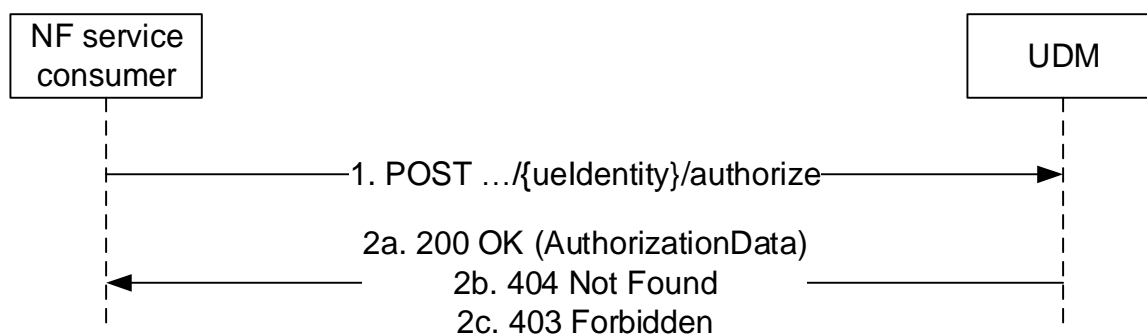 NF service
consumer
UDM
1. POST …/{ueIdentity}/authorize
2a. 200 OK (AuthorizationData)
2b. 404 Not Found
2c. 403 Forbidden